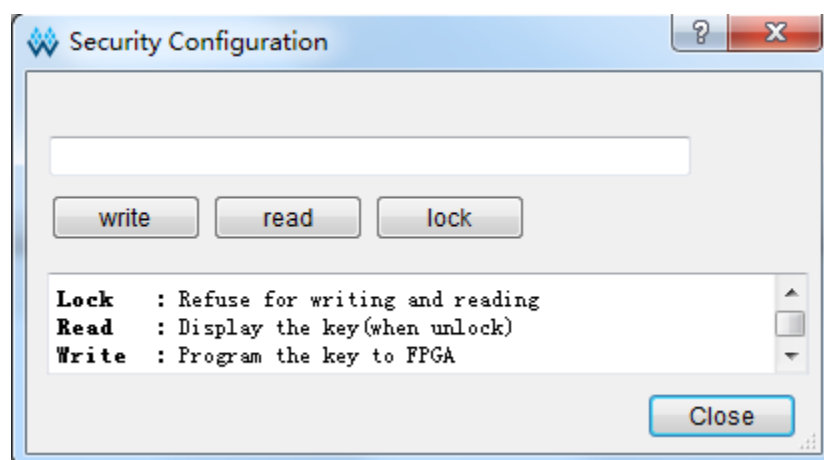 Security Configuration
write read lock
Lock : Refuse for writing and reading
Read : Display the key(when unlock)
Write : Program the key to FPGA
Close